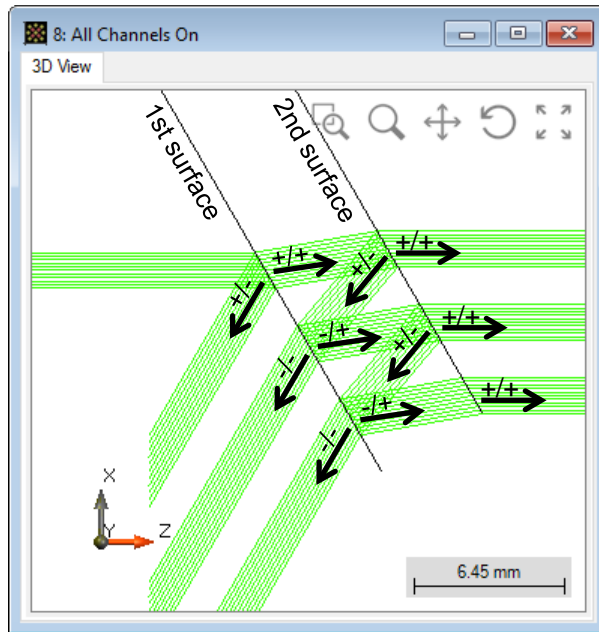 8: All Channels On
3D View
1st surface
2nd surface
+/+
+/+
+/-
+/-
-/+
+/+
-/-
+/-
-/+
+/+
-/-
X
Y
Z
6.45 mm